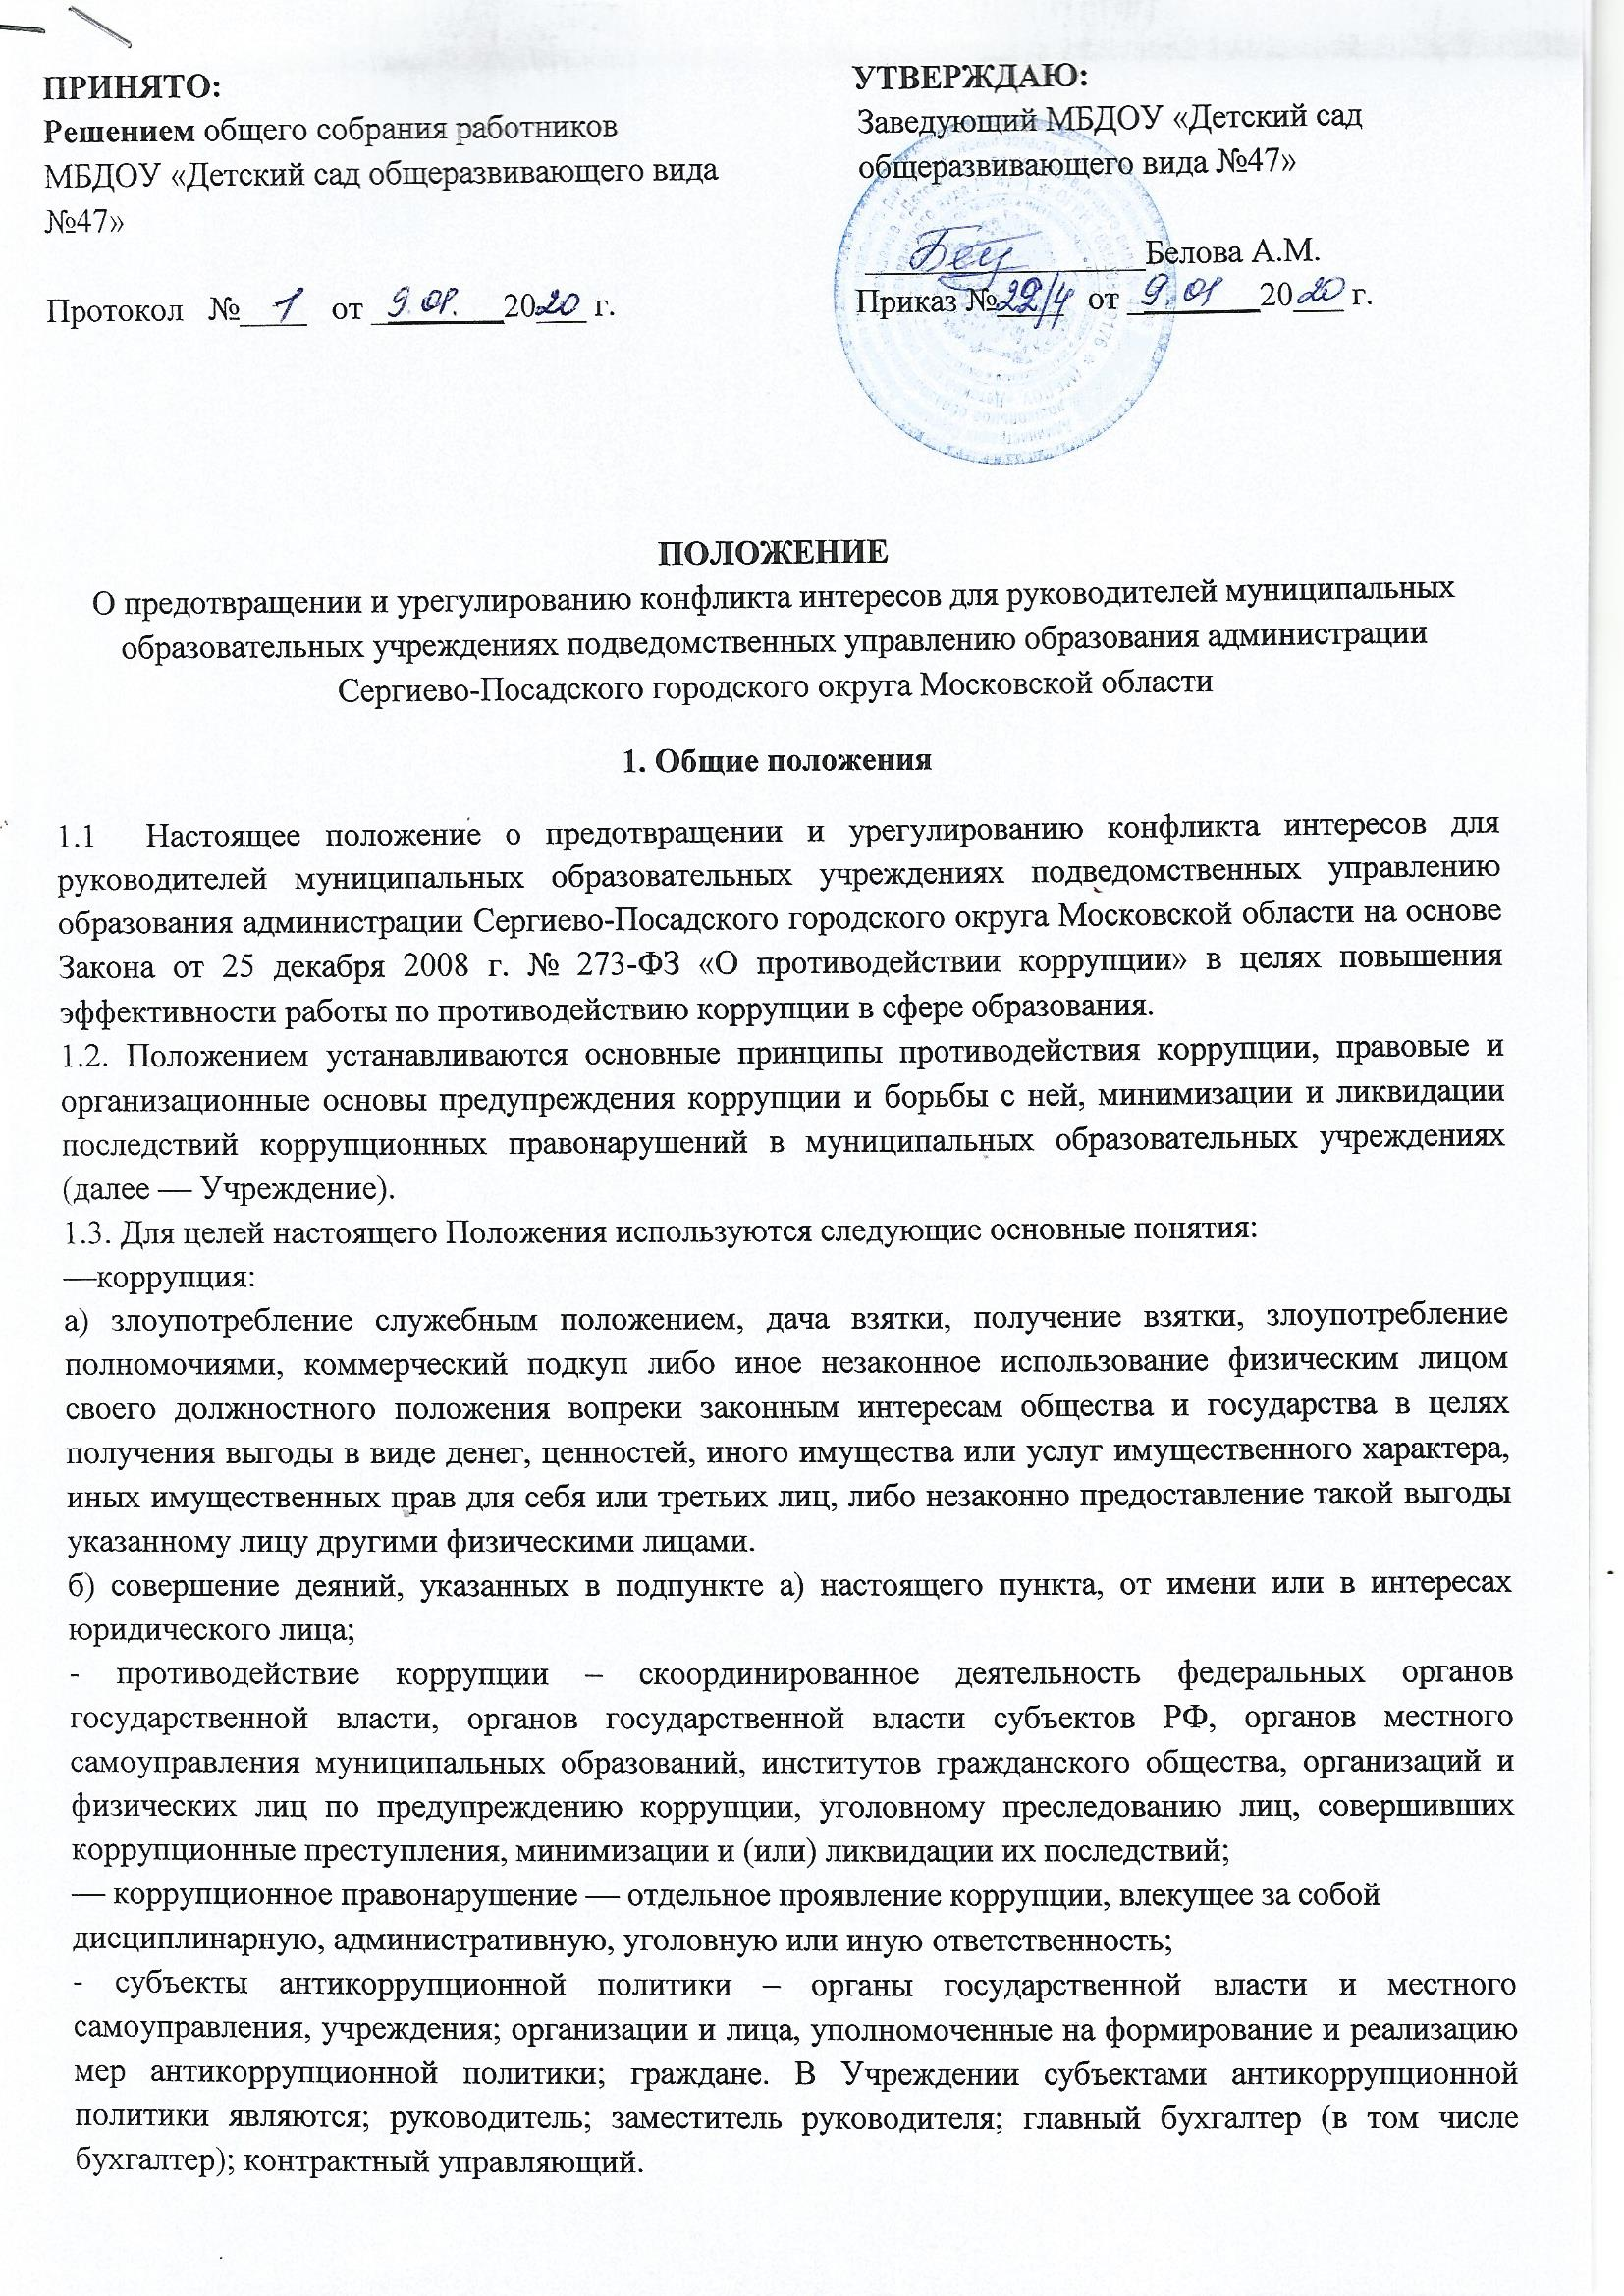 ПРИНЯТО:
Решением общего собрания работников
МБДОУ «Детский сад общеразвивающего вида
№47»
Протокол № 1 от 9.01. 2020 г.
УТВЕРЖДАЮ:
Заведующий МБДОУ «Детский сад
общеразвивающего вида №47»
Белова А.М.
Приказ №22/4 от 9.01 2020 г.
ПОЛОЖЕНИЕ
О предотвращении и урегулированию конфликта интересов для руководителей муниципальных
образовательных учреждениях подведомственных управлению образования администрации
Сергиево-Посадского городского округа Московской области
1. Общие положения
1.1 Настоящее положение о предотвращении и урегулированию конфликта интересов для
руководителей муниципальных образовательных учреждениях подведомственных управлению
образования администрации Сергиево-Посадского городского округа Московской области на основе
Закона от 25 декабря 2008 г. № 273-ФЗ «О противодействии коррупции» в целях повышения
эффективности работы по противодействию коррупции в сфере образования.
1.2. Положением устанавливаются основные принципы противодействия коррупции, правовые и
организационные основы предупреждения коррупции и борьбы с ней, минимизации и ликвидации
последствий коррупционных правонарушений в муниципальных образовательных учреждениях
(далее — Учреждение).
1.3. Для целей настоящего Положения используются следующие основные понятия:
—коррупция:
а) злоупотребление служебным положением, дача взятки, получение взятки, злоупотребление
полномочиями, коммерческий подкуп либо иное незаконное использование физическим лицом
своего должностного положения вопреки законным интересам общества и государства в целях
получения выгоды в виде денег, ценностей, иного имущества или услуг имущественного характера,
иных имущественных прав для себя или третьих лиц, либо незаконно предоставление такой выгоды
указанному лицу другими физическими лицами.
б) совершение деяний, указанных в подпункте а) настоящего пункта, от имени или в интересах
юридического лица;
- противодействие коррупции – скоординированное деятельность федеральных органов
государственной власти, органов государственной власти субъектов РФ, органов местного
самоуправления муниципальных образований, институтов гражданского общества, организаций и
физических лиц по предупреждению коррупции, уголовному преследованию лиц, совершивших
коррупционные преступления, минимизации и (или) ликвидации их последствий;
— коррупционное правонарушение — отдельное проявление коррупции, влекущее за собой
дисциплинарную, административную, уголовную или иную ответственность;
- субъекты антикоррупционной политики – органы государственной власти и местного
самоуправления, учреждения; организации и лица, уполномоченные на формирование и реализацию
мер антикоррупционной политики; граждане. В Учреждении субъектами антикоррупционной
политики являются; руководитель; заместитель руководителя; главный бухгалтер (в том числе
бухгалтер); контрактный управляющий.